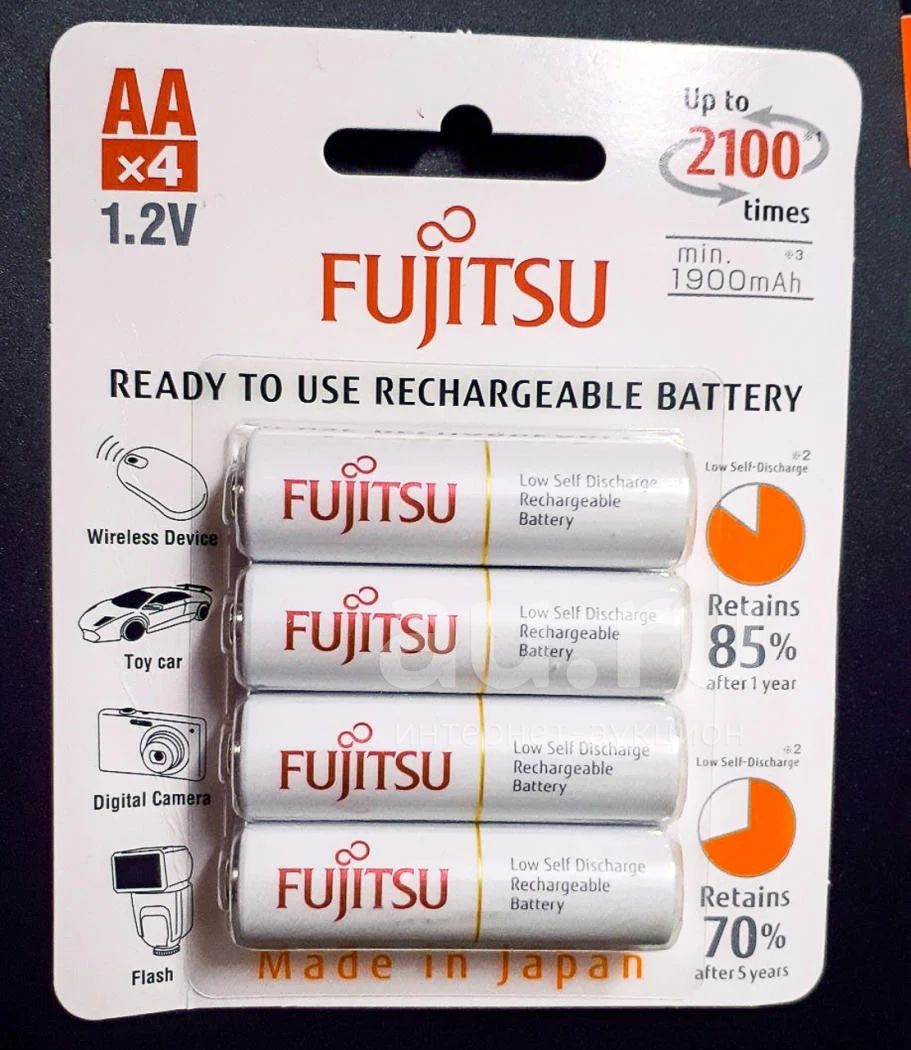 AA
×4
1.2V
Up to
2100※1
times
min. ※3
1900mAh
FUJITSU
READY TO USE RECHARGEABLE BATTERY
Wireless Device
Toy car
Digital Camera
Flash
FUJITSU
Low Self Discharge
Rechargeable
Battery
FUJITSU
Low Self Discharge
Rechargeable
Battery
FUJITSU
Low Self Discharge
Rechargeable
Battery
FUJITSU
Low Self Discharge
Rechargeable
Battery
※2
Low Self-Discharge
Retains
85%
after 1 year
※2
Low Self-Discharge
Retains
70%
after 5 years
Made in Japan
интернет-аукцион